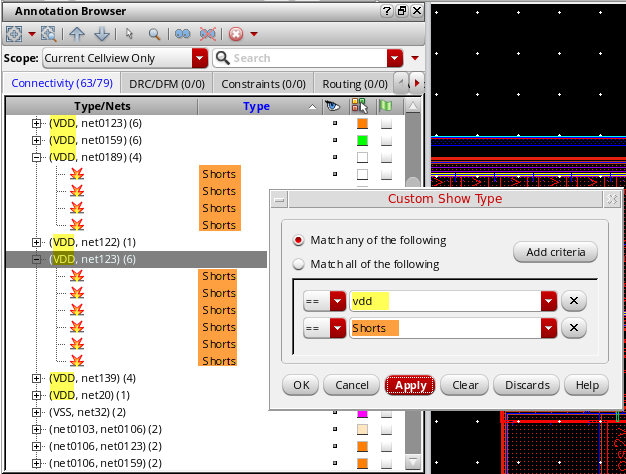 Annotation Browser
Scope: Current Cellview Only Search
Connectivity (63/79) DRC/DFM (0/0) Constraints (0/0) Routing (0/0)
Type/Nets Type
(VDD, net0123) (6)
(VDD, net0159) (6)
(VDD, net0189) (4)
Shorts
Shorts
Shorts
Shorts
(VDD, net122) (1)
(VDD, net123) (6)
Shorts
Shorts
Shorts
Shorts
Shorts
Shorts
(VDD, net139) (4)
(VDD, net20) (1)
(VSS, net32) (2)
(net0103, net0106) (2)
(net0106, net0123) (2)
(net0106, net0159) (2)
Custom Show Type
Match any of the following
Match all of the following
Add criteria
== vdd
== Shorts
OK Cancel Apply Clear Discards Help